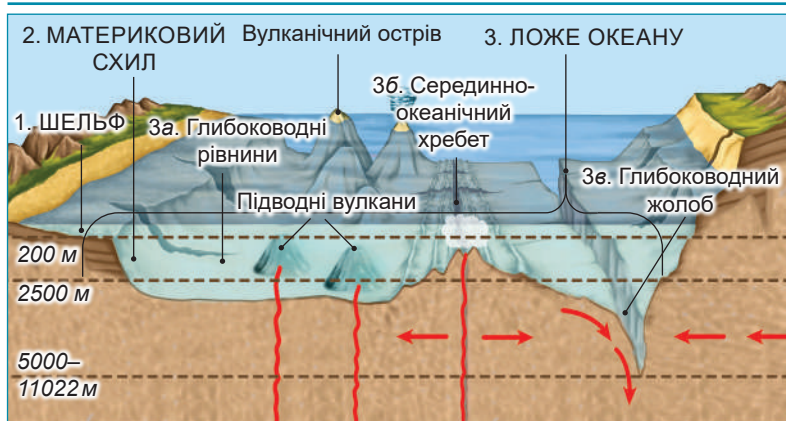 2. МАТЕРИКОВИЙ
СХИЛ
Вулканічний острів
3. ЛОЖЕ ОКЕАНУ
1. ШЕЛЬФ
3а. Глибоководні
рівнини
3б. Серединно-
океанічний
хребет
3в. Глибоководний
жолоб
Підводні вулкани
200 м
2500 м
5000–
11022 м